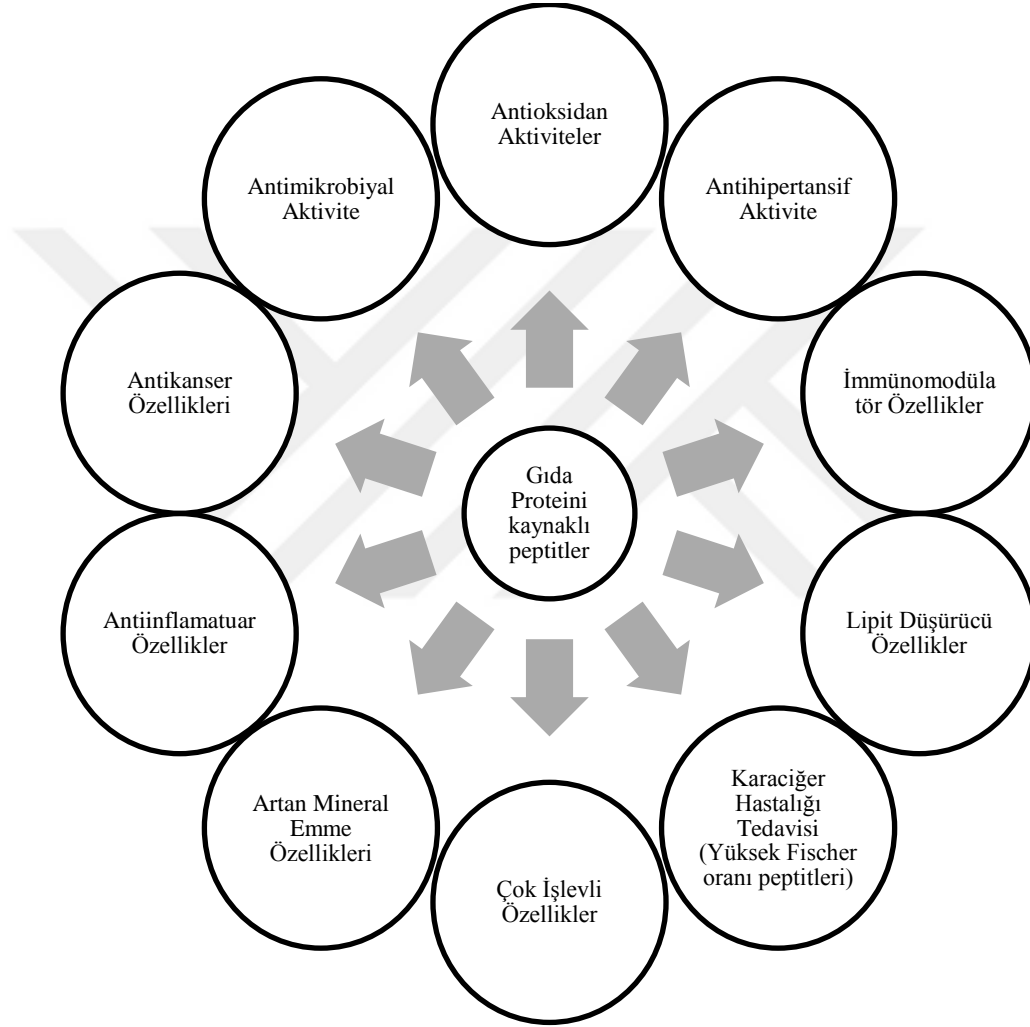 Antioksidan
Aktiviteler
Antihipertansif
Aktivite
İmmünomodüla
tör Özellikler
Lipit Düşürücü
Özellikler
Karaciğer
Hastalığı
Tedavisi
(Yüksek Fischer
oranı peptitleri)
Çok İşlevli
Özellikler
Artan Mineral
Emme
Özellikleri
Antiinflamatuar
Özellikler
Antikanser
Özellikleri
Antimikrobiyal
Aktivite
Gıda
Proteini
kaynaklı
peptitler